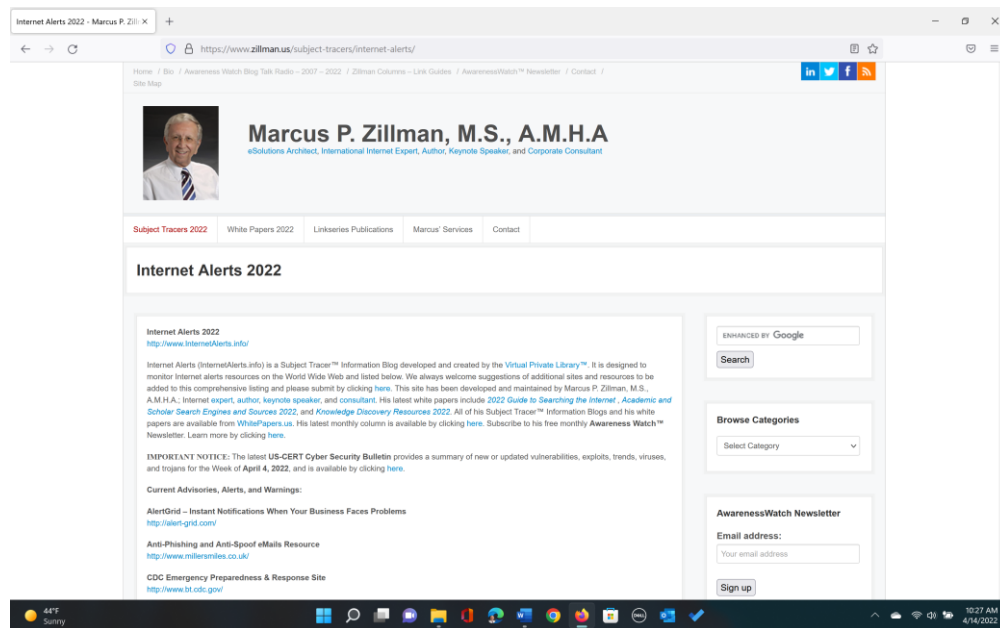 Internet Alerts 2022 - Marcus P. Zill
https://www.zillman.us/subject-tracers/internet-alerts/
Home / Bio / Awareness Watch Blog Talk Radio – 2007 – 2022 / Zillman Columns – Link Guides / AwarenessWatch™ Newsletter / Contact /
Site Map
in
f
Marcus P. Zillman, M.S., A.M.H.A
eSolutions Architect, International Internet Expert, Author, Keynote Speaker, and Corporate Consultant
Subject Tracers 2022
White Papers 2022
Linkseries Publications
Marcus' Services
Contact
Internet Alerts 2022
Internet Alerts 2022
http://www.InternetAlerts.info/
Internet Alerts (InternetAlerts.info) is a Subject Tracer™ Information Blog developed and created by the Virtual Private Library™. It is designed to
monitor Internet alerts resources on the World Wide Web and listed below. We always welcome suggestions of additional sites and resources to be
added to this comprehensive listing and please submit by clicking here. This site has been developed and maintained by Marcus P. Zillman, M.S.,
A.M.H.A.; Internet expert, author, keynote speaker, and consultant. His latest white papers include 2022 Guide to Searching the Internet , Academic and
Scholar Search Engines and Sources 2022, and Knowledge Discovery Resources 2022. All of his Subject Tracer™ Information Blogs and his white
papers are available from WhitePapers.us. His latest monthly column is available by clicking here. Subscribe to his free monthly Awareness Watch™
Newsletter. Learn more by clicking here.
IMPORTANT NOTICE: The latest US-CERT Cyber Security Bulletin provides a summary of new or updated vulnerabilities, exploits, trends, viruses,
and trojans for the Week of April 4, 2022, and is available by clicking here.
Current Advisories, Alerts, and Warnings:
AlertGrid – Instant Notifications When Your Business Faces Problems
http://alert-grid.com/
Anti-Phishing and Anti-Spoof eMails Resource
http://www.millersmiles.co.uk/
CDC Emergency Preparedness & Response Site
http://www.bt.cdc.gov/
ENHANCED BY Google
Search
Browse Categories
Select Category
AwarenessWatch Newsletter
Email address:
Your email address
Sign up
44°F
Sunny
10:27 AM
4/14/2022